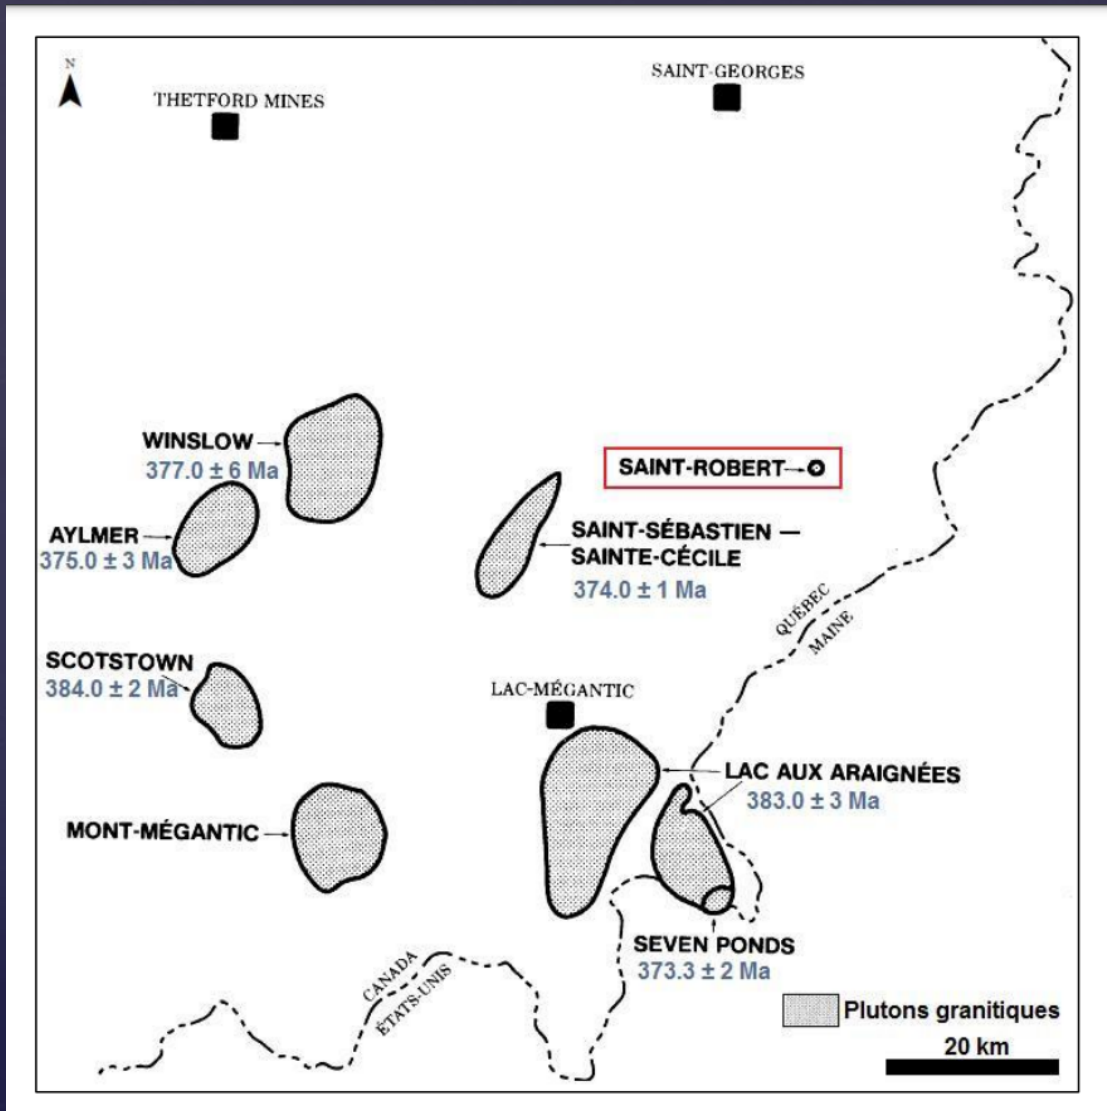 N
THETFORD MINES
SAINT-GEORGES
WINSLOW
377.0 ± 6 Ma
SAINT-ROBERT
AYLMER
375.0 ± 3 Ma
SAINT-SÉBASTIEN —
SAINTE-CÉCILE
374.0 ± 1 Ma
QUÉBEC
MAINE
SCOTSTOWN
384.0 ± 2 Ma
LAC-MÉGANTIC
LAC AUX ARAIGNÉES
383.0 ± 3 Ma
MONT-MÉGANTIC
SEVEN PONDS
373.3 ± 2 Ma
CANADA
ÉTATS-UNIS
Plutons granitiques
20 km